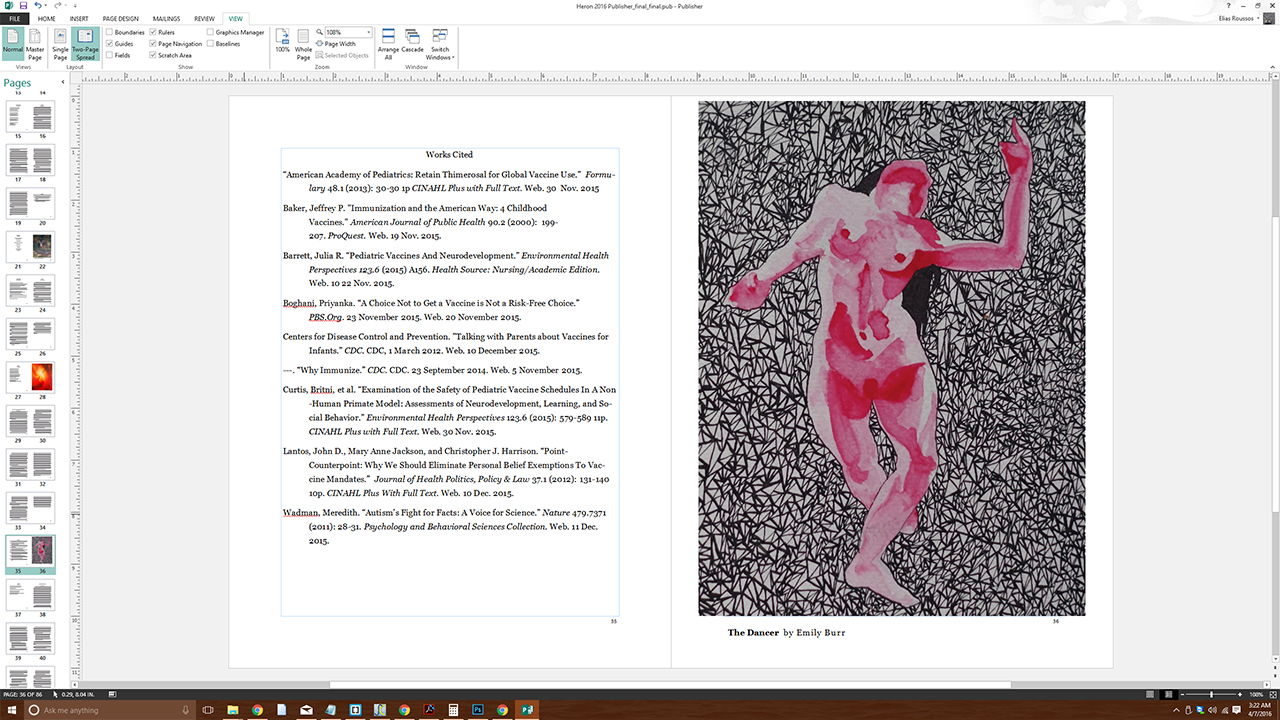 Heron 2016 Publisher_final_final.pub - Publisher
FILE HOME INSERT PAGE DESIGN MAILINGS REVIEW VIEW
Elias Roussos
Normal Master Page Single Page Two-Page Spread
Boundaries Rulers Graphics Manager
Guides Page Navigation Baselines
Fields Scratch Area
100% Whole Page 108%
Page Width
Selected Objects
Arrange All Cascade Switch Windows
Views Layout Show Zoom Window
Pages
13 14
15 16
17 18
19 20
21 22
23 24
25 26
27 28
29 30
31 32
33 34
35 36
37 38
39 40
Works Cited
“American Academy of Pediatrics: Retain Thimerosal for Global Vaccine Use.” Formu-
lary 48.1 (2013): 30-30 1p CINAHL Plus with Full Text. Web. 30 Nov. 2015
Baker, Jeffrey P. "Immunization and the American Way: 4 Childhood
Vaccines." American Journal of Public Health 90.2 (2000): 199-
207. ProQuest. Web. 19 Nov. 2015.
Barrett, Julia R. “Pediatric Vaccines And Neurodevelopment.” Environmental Health
Perspectives 123.6 (2015) A156. Health Source: Nursing/Academic Edition.
Web. 10 22 Nov. 2015.
Boghani, Priyanka. “A Choice Not to Get a Vaccine Not a Risk-Free Choice.”
PBS.Org. 23 November 2015. Web. 20 November 2015.
Centers for Disease Control and Prevention. “Talking with Parents about Vaccines for
Infants.” CDC. CDC, 1 March 2012. Web. 10 December 2015.
---. “Why Immunize.” CDC. CDC. 23 September 2014. Web. 5 November 2015.
Curtis, Britni, et al. “Examination of the Safety of Pediatric Vaccine Schedules In A Non
-Human Primate Model: Assessments of Neurodevelopment, Learning, and So-
cial Behavior.” Environmental Health Perspectives 123.6 (2015): 579-589 11p.
CINAHL Plus with Full Text. Web. 30 Nov. 2015.
Lantos, John D., Mary Anne Jackson, and Christopher J. Harrison. “Point-
Counterpoint: Why We Should Eliminate Personal Belief Exemptions To Vac-
cine Mandates.” Journal of Health Politics, Policy & Law 37.1 (2012): 131-140
CINAHL Plus With Full Text. Web. 30 Nov. 2015.
Wadman, Meredith. “Autism's Fight For Facts: A Voice for Science.” Nature 479.7371
(2011): 28-31. Psychology and Behavioral Sciences Collection. Web. 11 Dec.
2015.
35
36
The Dancer by Emily Burr
PAGE: 36 OF 86 0.29, 8.04 IN. 100%
Ask me anything
3:22 AM
4/7/2016